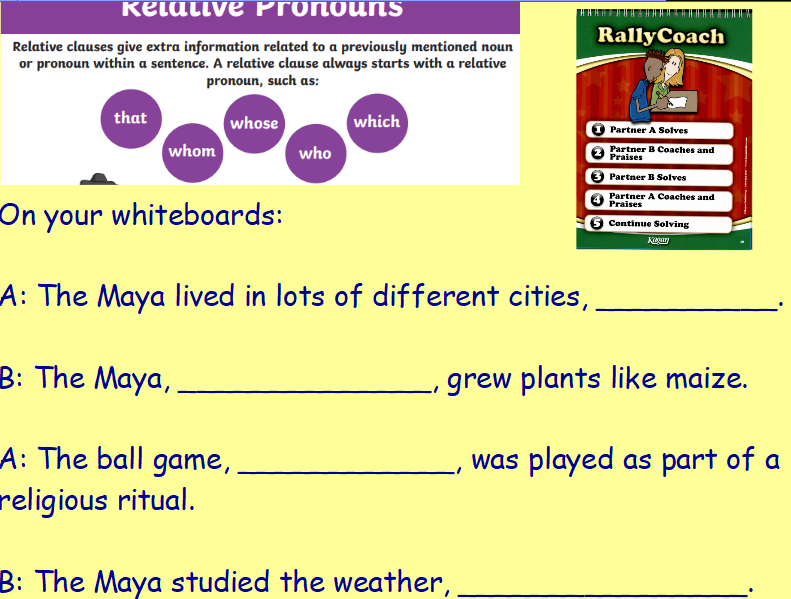 Relative Pronouns
Relative clauses give extra information related to a previously mentioned noun
or pronoun within a sentence. A relative clause always starts with a relative
pronoun, such as:
that
whom
whose
who
which
RallyCoach
1 Partner A Solves
2 Partner B Coaches and
Praises
3 Partner B Solves
4 Partner A Coaches and
Praises
5 Continue Solving
Kagan
On your whiteboards:
A: The Maya lived in lots of different cities, __________.
B: The Maya, ______________, grew plants like maize.
A: The ball game, ____________, was played as part of a
religious ritual.
B: The Maya studied the weather, ________________.